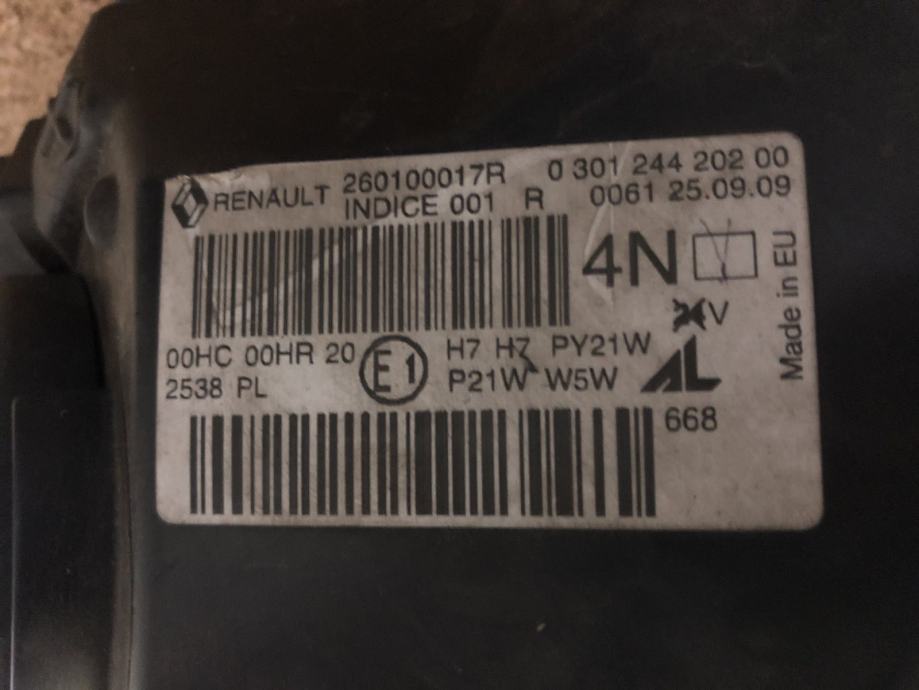 RENAULT 260100017R 0 301 244 202 00
INDICE 001 R 0061 25.09.09
4N
Made in EU
V
00HC 00HR 20 E1 H7 H7 PY21W
2538 PL P21W W5W AL
668